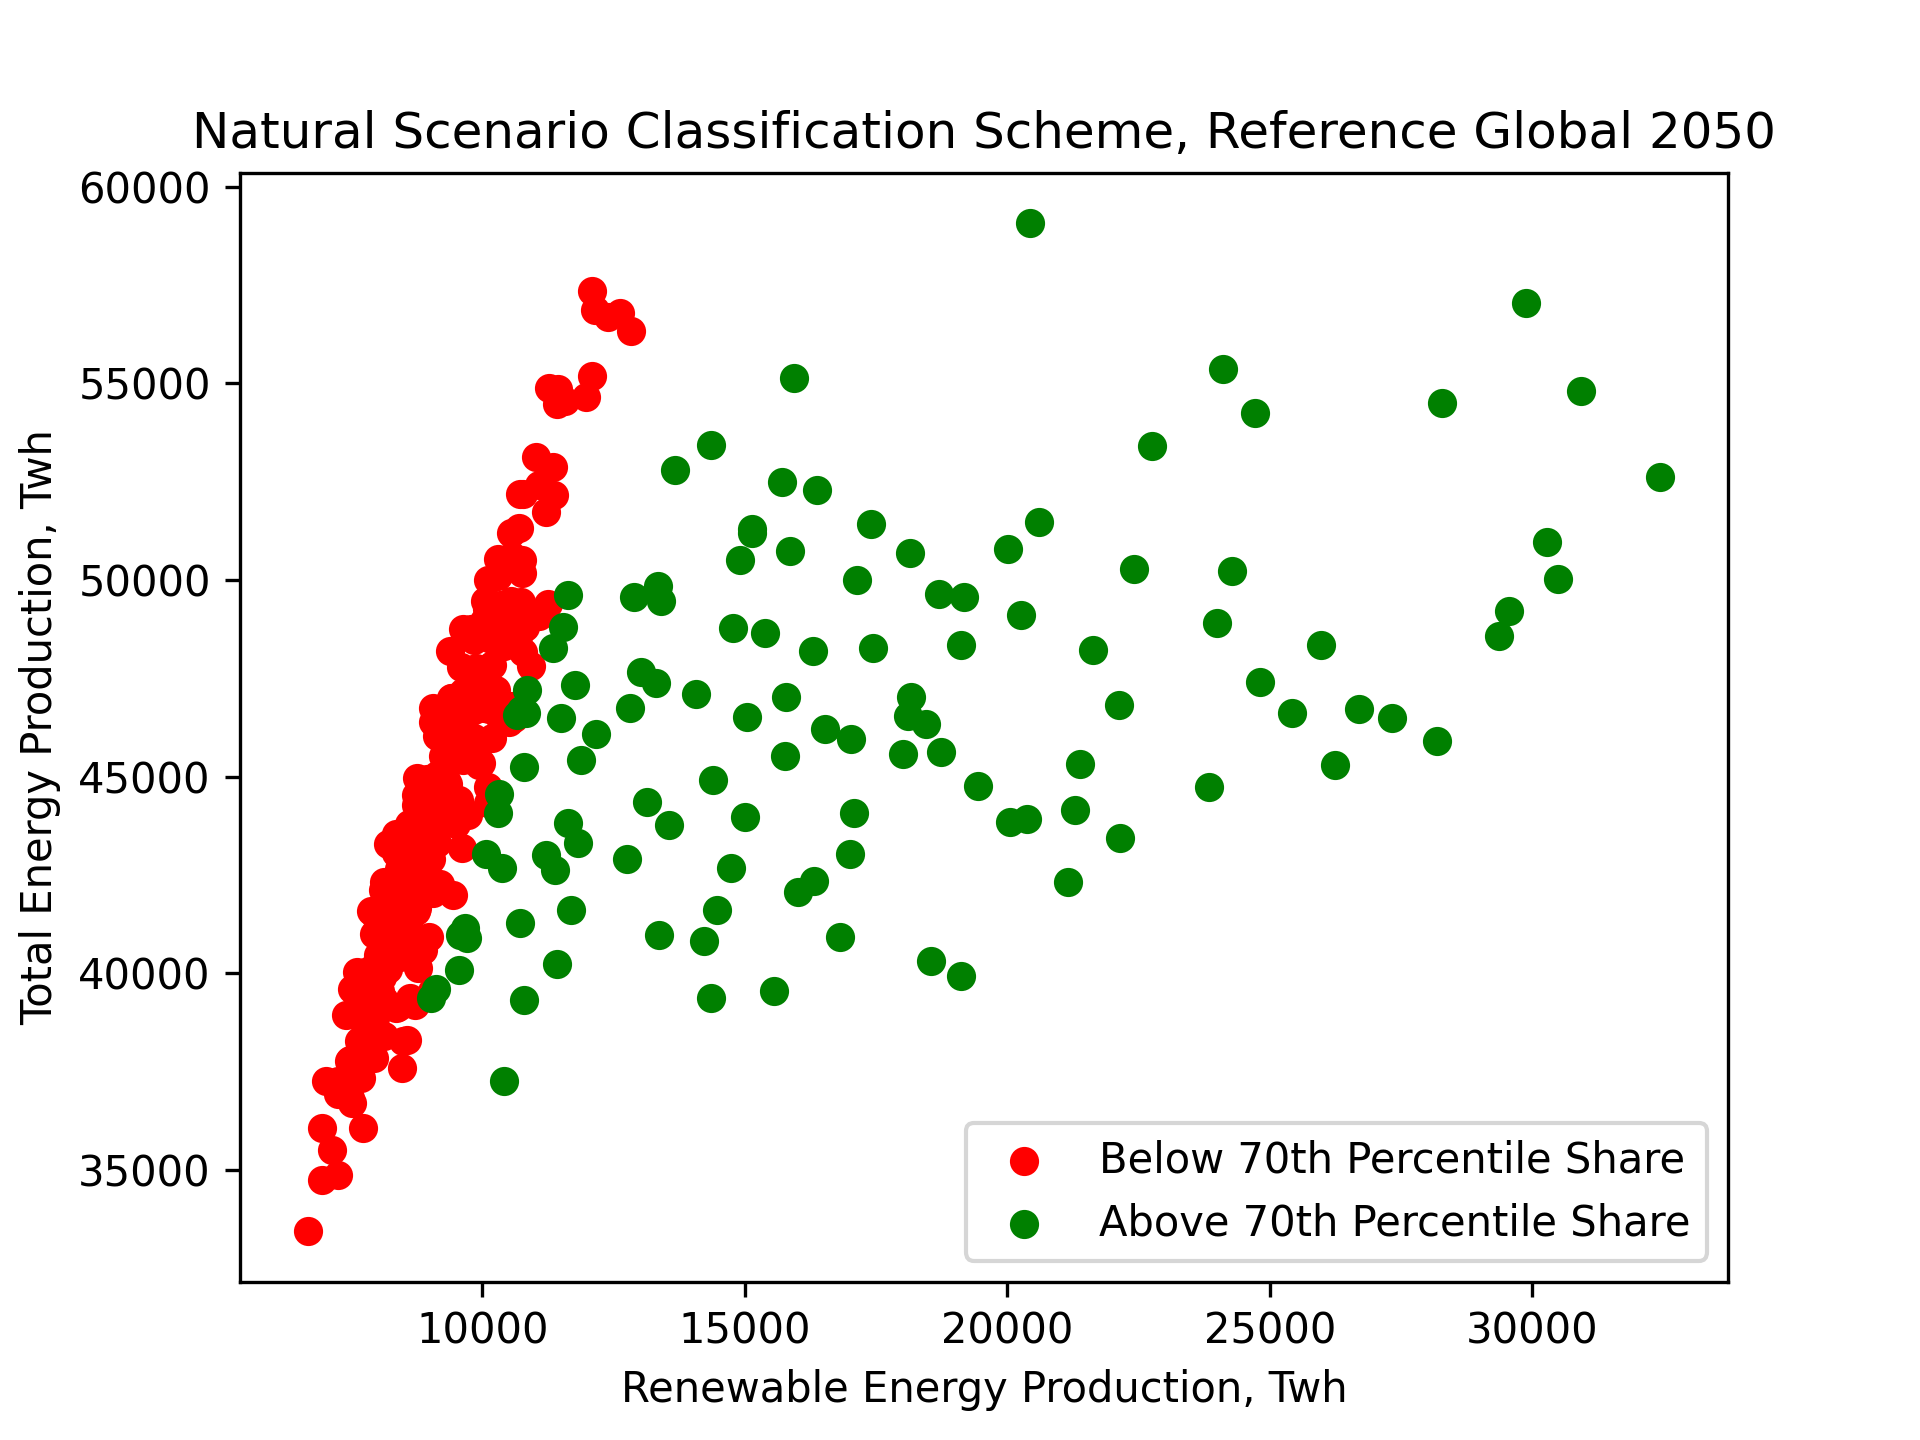 Natural Scenario Classification Scheme, Reference Global 2050
60000
55000
50000
45000
40000
35000
Total Energy Production, Twh
Below 70th Percentile Share
Above 70th Percentile Share
10000 15000 20000 25000 30000
Renewable Energy Production, Twh